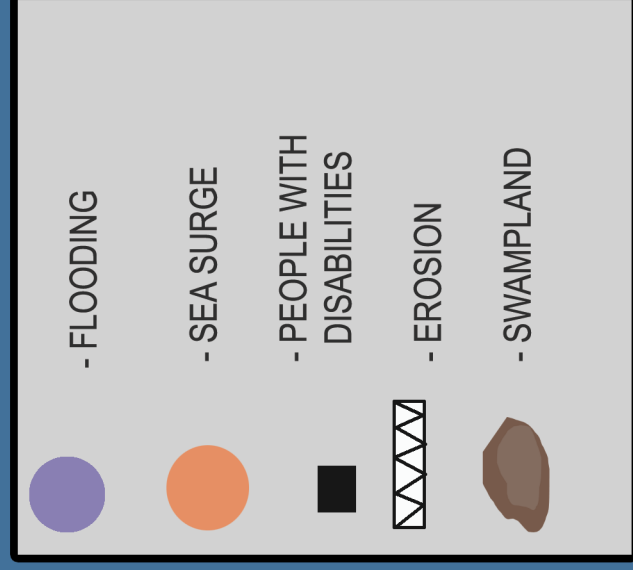 - FLOODING
- SEA SURGE
- PEOPLE WITH
DISABILITIES
- EROSION
- SWAMPLAND